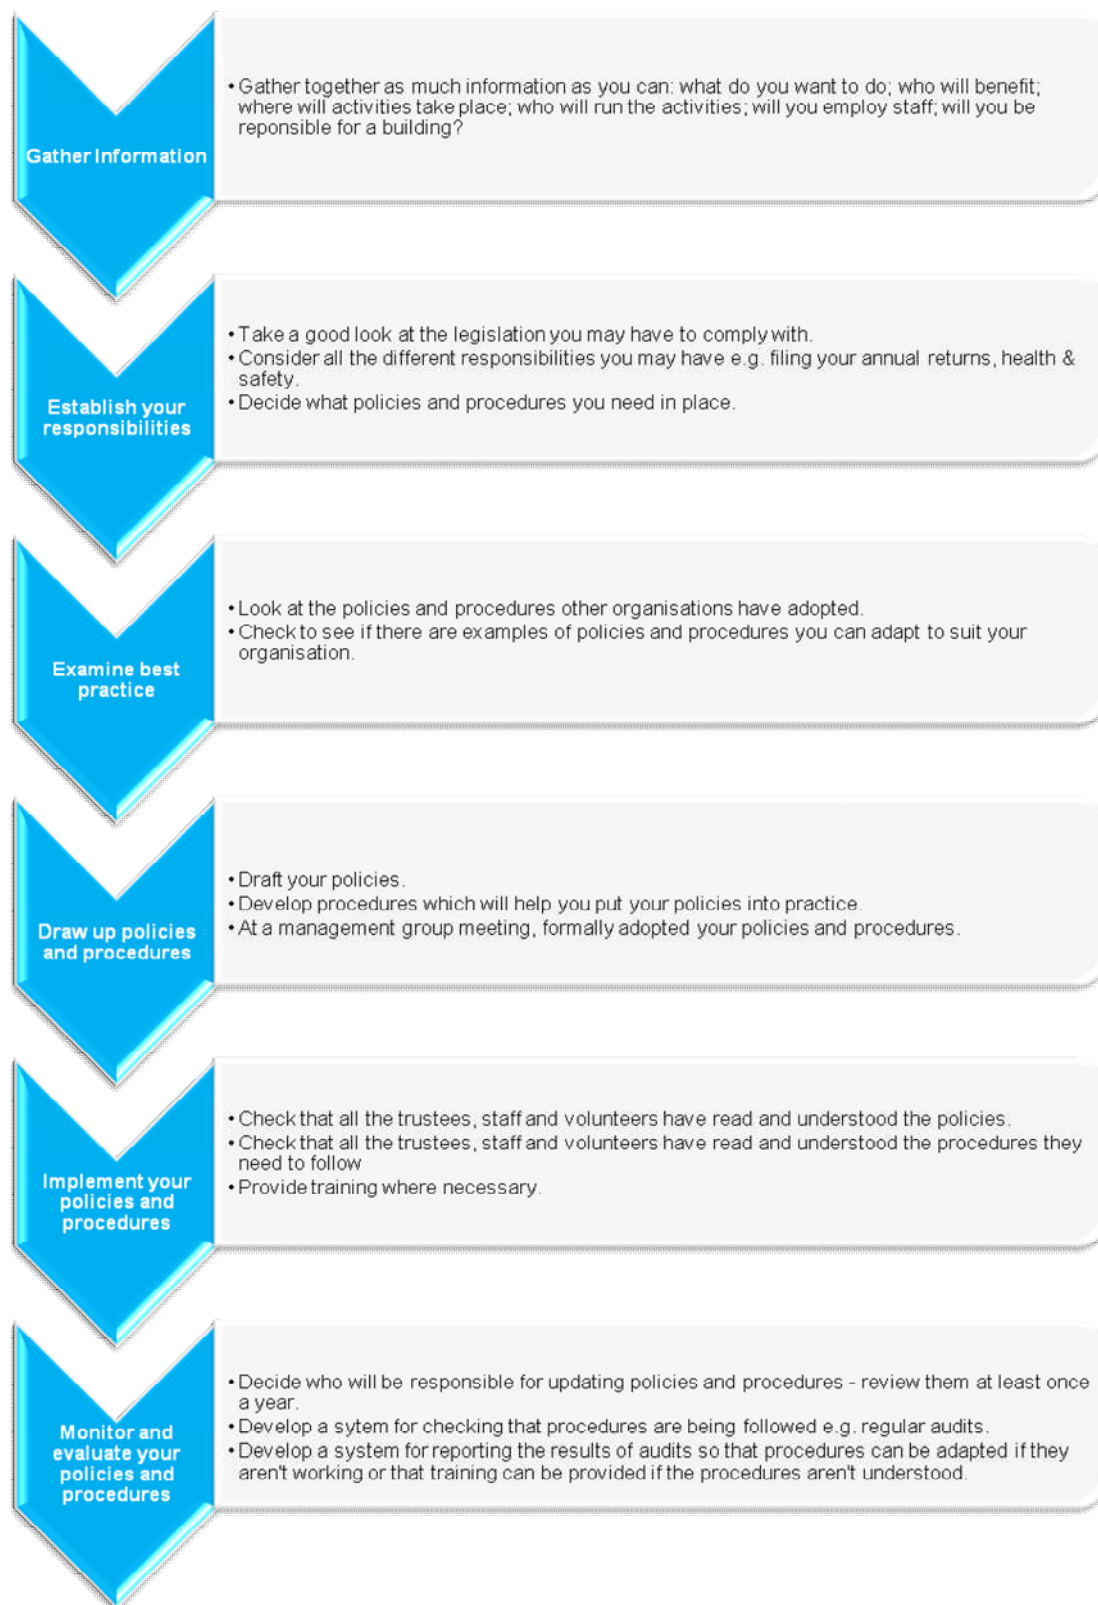 Gather Information
• Gather together as much information as you can: what do you want to do; who will benefit;
where will activities take place; who will run the activities; will you employ staff; will you be
reponsible for a building?
Establish your
responsibilities
• Take a good look at the legislation you may have to comply with.
• Consider all the different responsibilities you may have e.g. filing your annual returns, health &
safety.
• Decide what policies and procedures you need in place.
Examine best
practice
• Look at the policies and procedures other organisations have adopted.
• Check to see if there are examples of policies and procedures you can adapt to suit your
organisation.
Draw up policies
and procedures
• Draft your policies.
• Develop procedures which will help you put your policies into practice.
• At a management group meeting, formally adopted your policies and procedures.
Implement your
policies and
procedures
• Check that all the trustees, staff and volunteers have read and understood the policies.
• Check that all the trustees, staff and volunteers have read and understood the procedures they
need to follow
• Provide training where necessary.
Monitor and
evaluate your
policies and
procedures
• Decide who will be responsible for updating policies and procedures - review them at least once
a year.
• Develop a sytem for checking that procedures are being followed e.g. regular audits.
• Develop a system for reporting the results of audits so that procedures can be adapted if they
aren't working or that training can be provided if the procedures aren't understood.